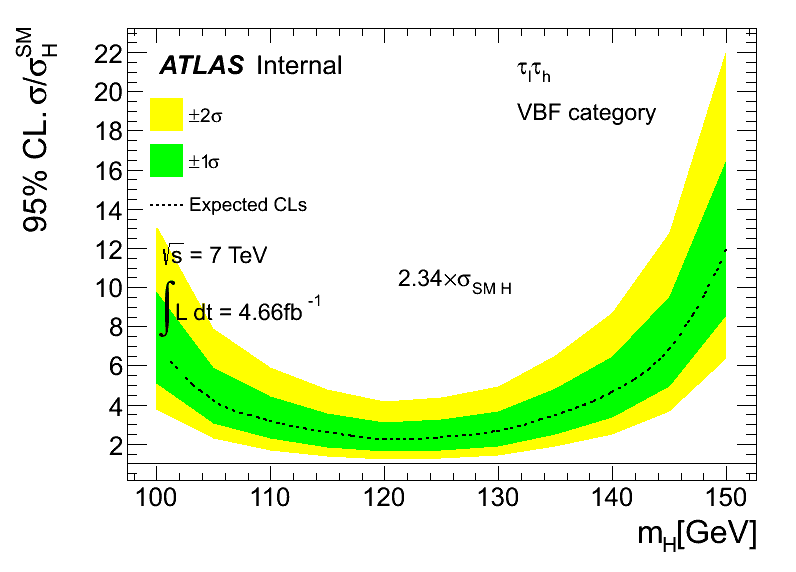 95% CL. σ/σ_H^SM
22
20
18
16
14
12
10
8
6
4
2
ATLAS Internal
±2σ
±1σ
Expected CLs
√s = 7 TeV
∫ L dt = 4.66fb⁻¹
τ_lτ_h
VBF category
2.34×σ_SM H
100 110 120 130 140 150
m_H[GeV]